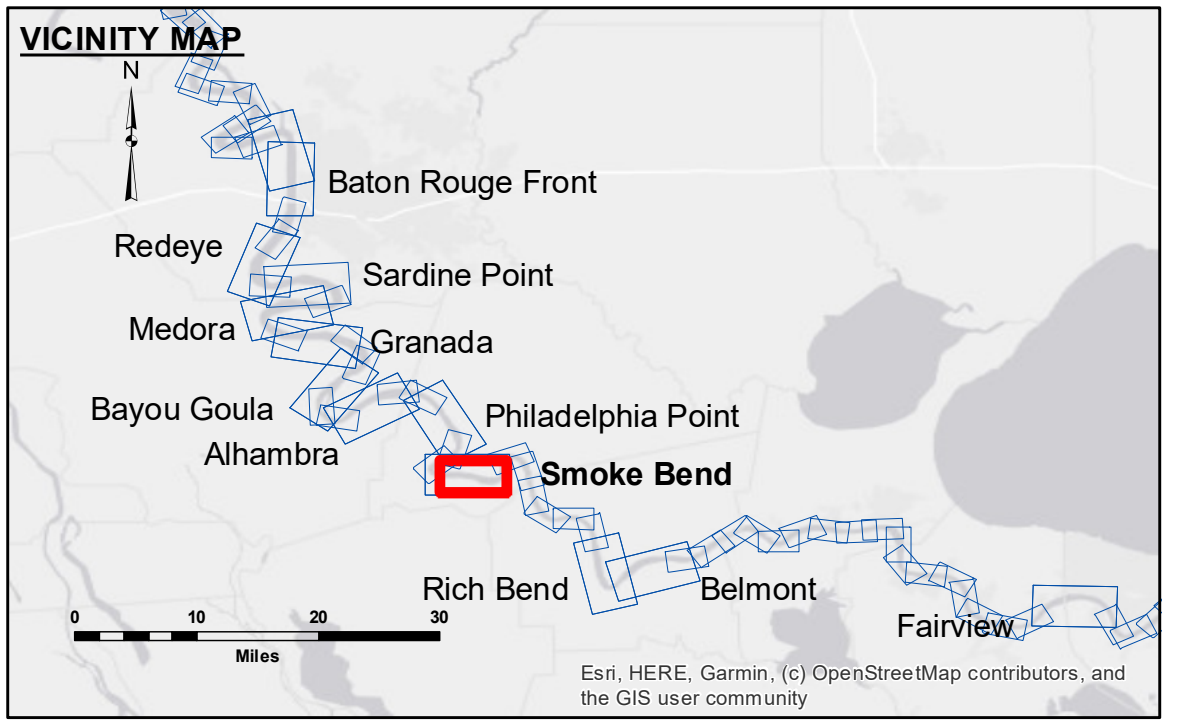 VICINITY MAP
N
Baton Rouge Front
Redeye
Sardine Point
Medora
Granada
Bayou Goula
Philadelphia Point
Alhambra
Smoke Bend
Rich Bend
Belmont
Fairview
0 10 20 30
Miles
Esri, HERE, Garmin, (c) OpenStreetMap contributors, and
the GIS user community